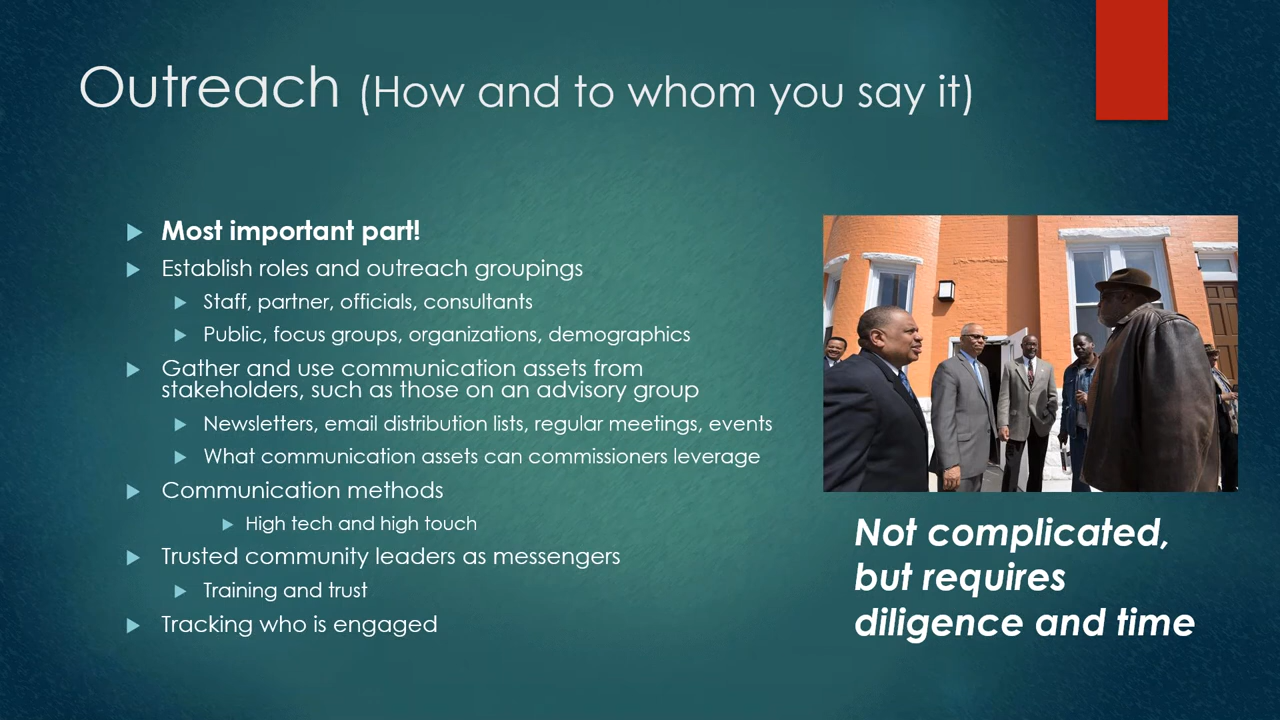 Outreach (How and to whom you say it)
Most important part!
Establish roles and outreach groupings
Staff, partner, officials, consultants
Public, focus groups, organizations, demographics
Gather and use communication assets from
stakeholders, such as those on an advisory group
Newsletters, email distribution lists, regular meetings, events
What communication assets can commissioners leverage
Communication methods
High tech and high touch
Trusted community leaders as messengers
Training and trust
Tracking who is engaged
Not complicated,
but requires
diligence and time